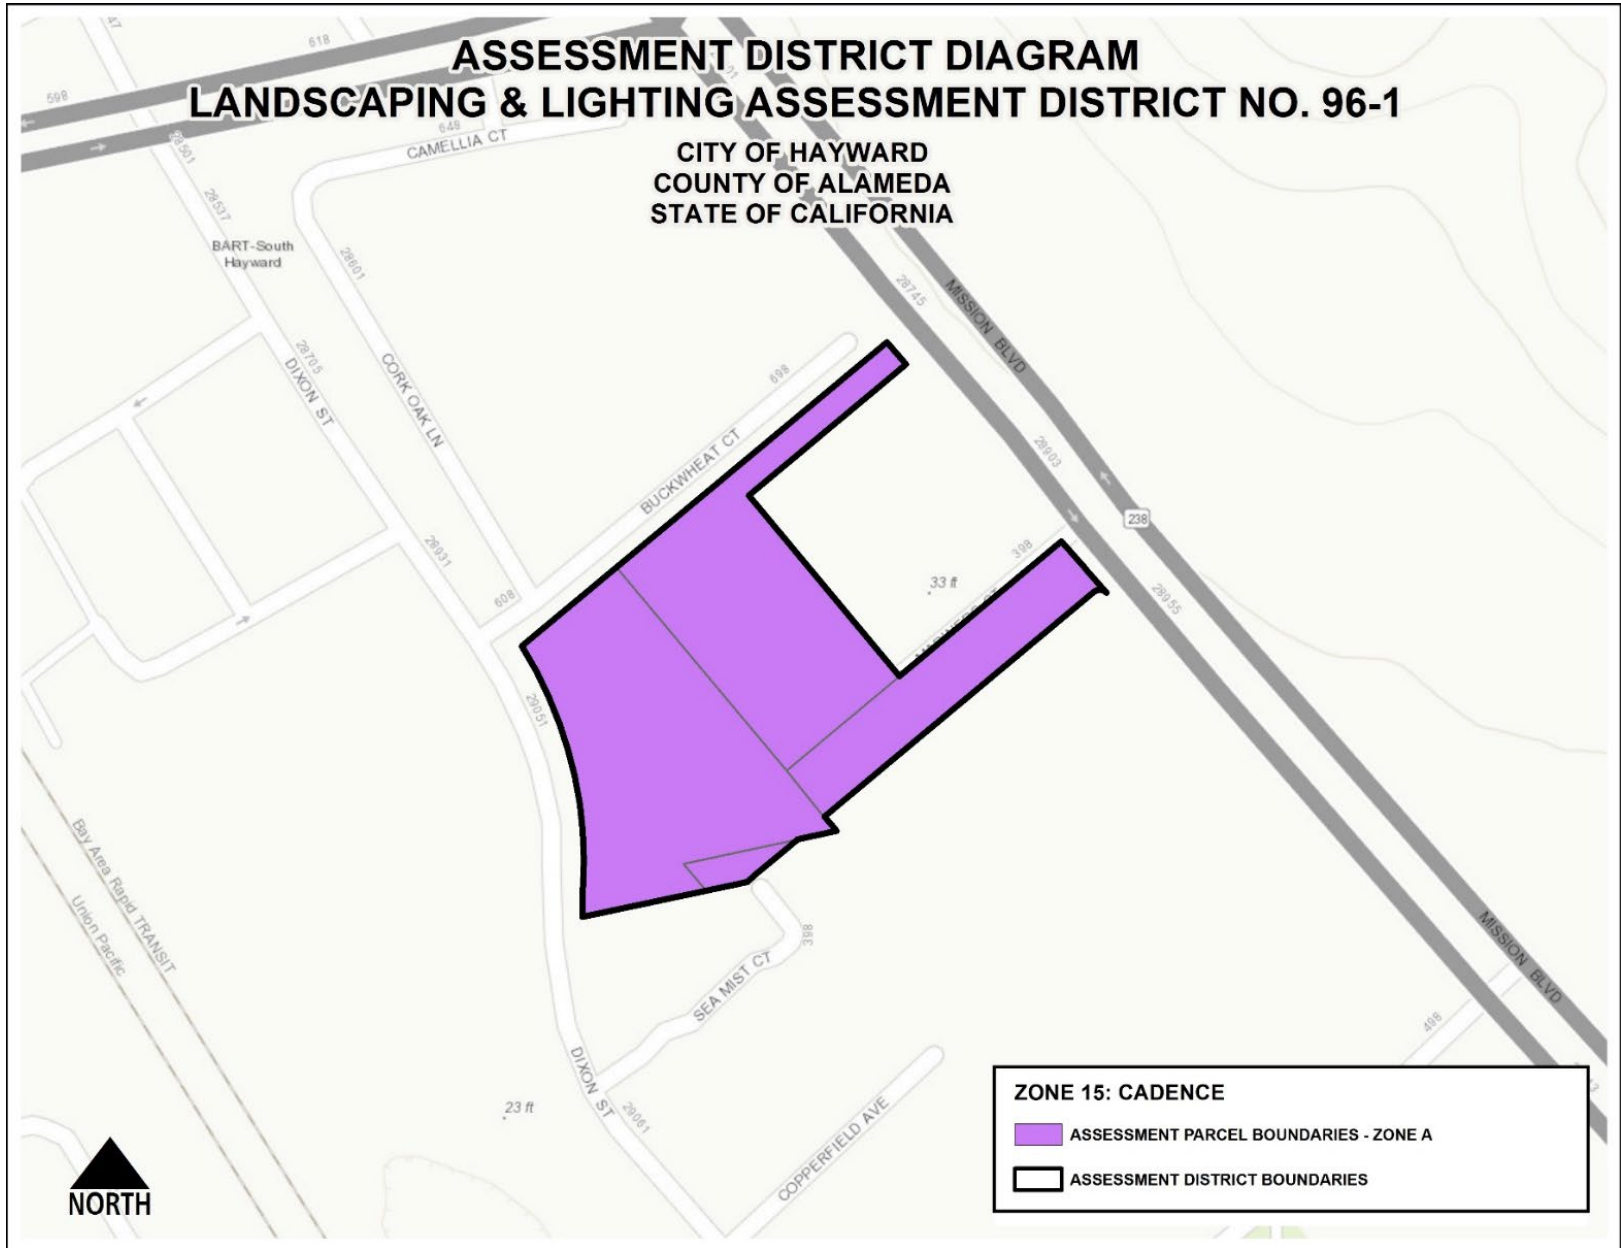 ASSESSMENT DISTRICT DIAGRAM
LANDSCAPING & LIGHTING ASSESSMENT DISTRICT NO. 96-1
CITY OF HAYWARD
COUNTY OF ALAMEDA
STATE OF CALIFORNIA
618
598
648
CAMELLIA CT
28501
28537
BART-South
Hayward
28601
28745
MISSION BLVD
28705
DIXON ST
CORK OAK LN
698
BUCKWHEAT CT
28903
238
28931
608
398
33 ft
28955
29051
Bay Area Rapid TRANSIT
Union Pacific
398
SEA MIST CT
MISSION BLVD
498
DIXON ST
29061
23 ft
COPPERFIELD AVE
NORTH
ZONE 15: CADENCE
ASSESSMENT PARCEL BOUNDARIES - ZONE A
ASSESSMENT DISTRICT BOUNDARIES